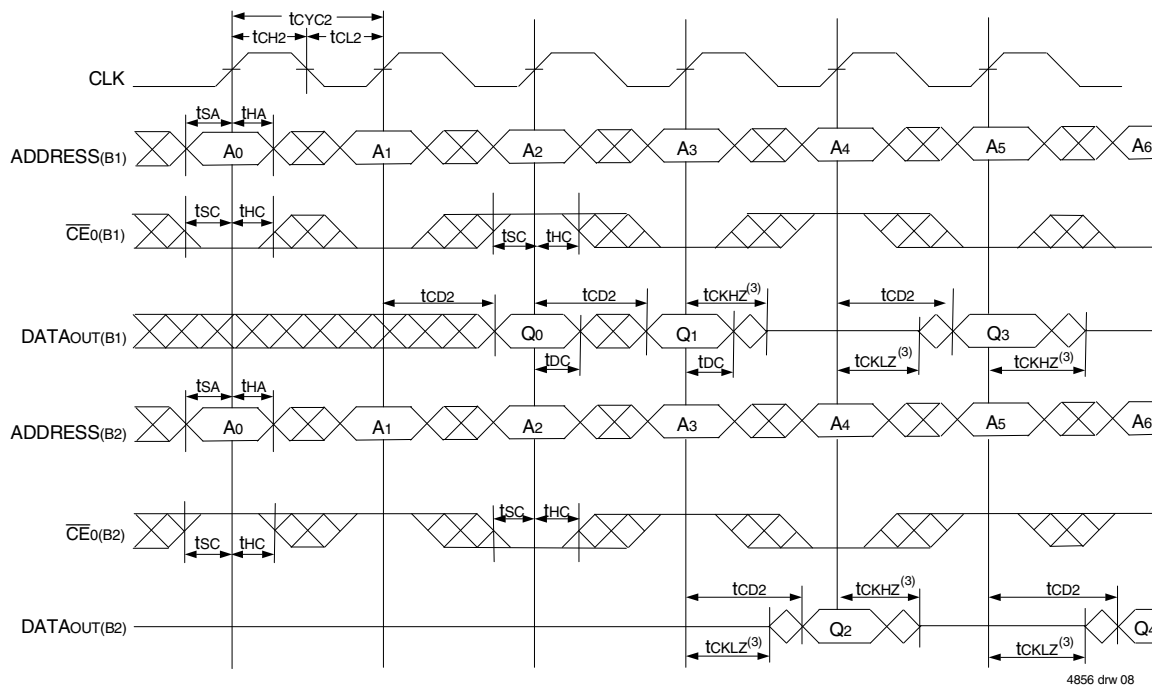 tCYC2
tCH2 tCL2
CLK
tSA tHA
ADDRESS(B1) A0 A1 A2 A3 A4 A5 A6
tSC tHC
CE0(B1)
tSC tHC
tCD2 tCD2 tCKHZ(3) tCD2
DATAOUT(B1) Q0 Q1 Q3
tDC tDC tCKLZ(3) tCKHZ(3)
tSA tHA
ADDRESS(B2) A0 A1 A2 A3 A4 A5 A6
tSC tHC
CE0(B2)
tSC tHC
tCD2 tCKHZ(3) tCD2
DATAOUT(B2) Q2 Q4
tCKLZ(3) tCKLZ(3)
4856 drw 08